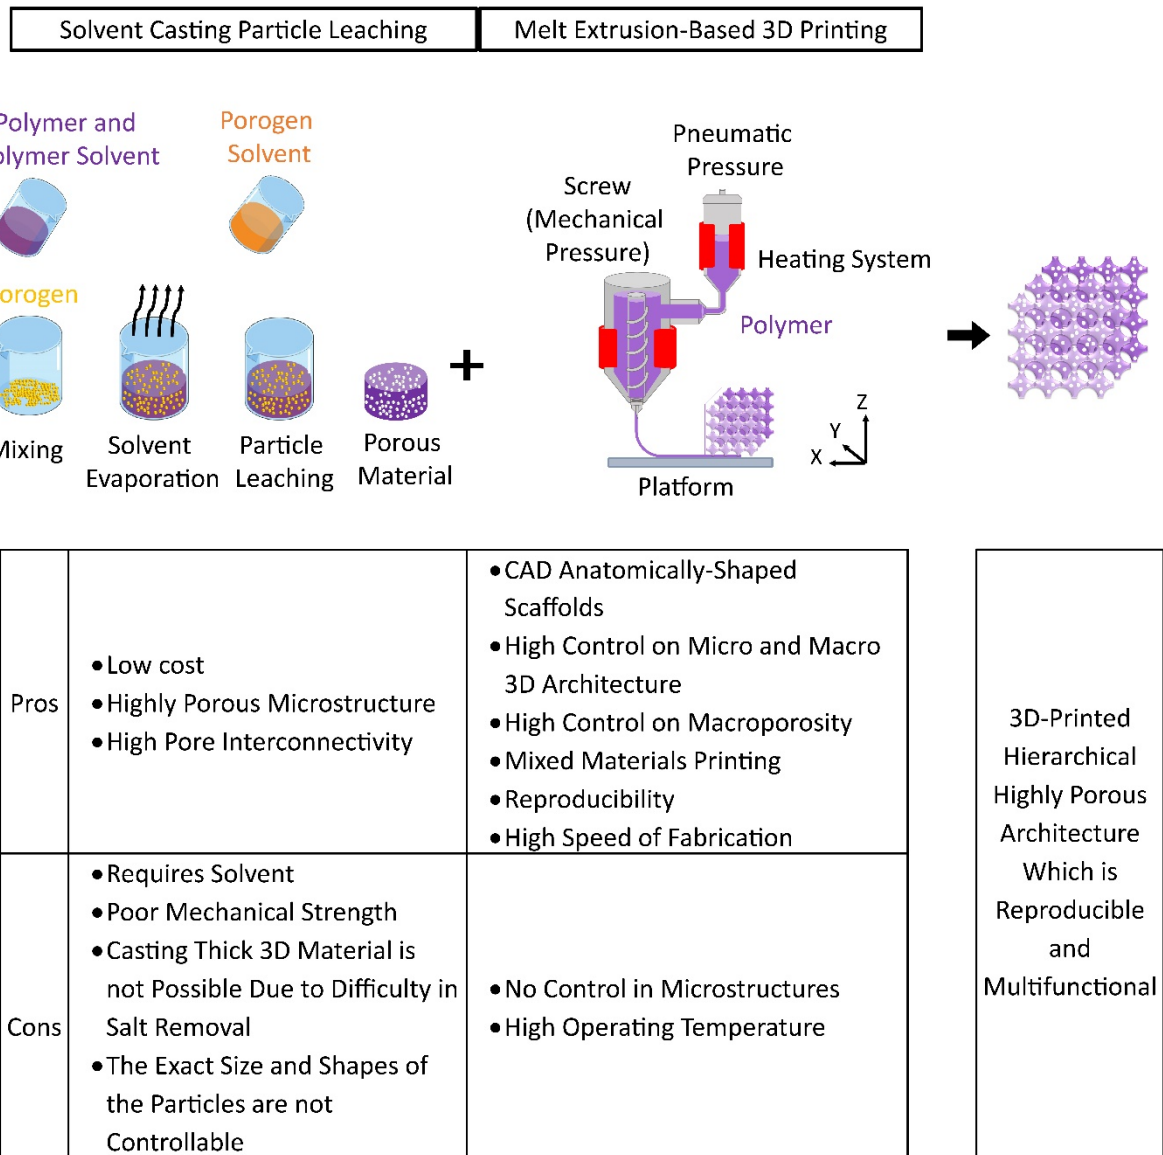 Solvent Casting Particle Leaching
Melt Extrusion-Based 3D Printing
Polymer and
olymer Solvent
Porogen
Solvent
orogen
Mixing
Solvent
Evaporation
Particle
Leaching
Porous
Material
+
Pneumatic
Pressure
Screw
(Mechanical
Pressure)
Heating System
Polymer
Platform
Z
Y
X
Pros
•Low cost
•Highly Porous Microstructure
•High Pore Interconnectivity
•CAD Anatomically-Shaped
Scaffolds
•High Control on Micro and Macro
3D Architecture
•High Control on Macroporosity
•Mixed Materials Printing
•Reproducibility
•High Speed of Fabrication
Cons
•Requires Solvent
•Poor Mechanical Strength
•Casting Thick 3D Material is
not Possible Due to Difficulty in
Salt Removal
•The Exact Size and Shapes of
the Particles are not
Controllable
•No Control in Microstructures
•High Operating Temperature
3D-Printed
Hierarchical
Highly Porous
Architecture
Which is
Reproducible
and
Multifunctional